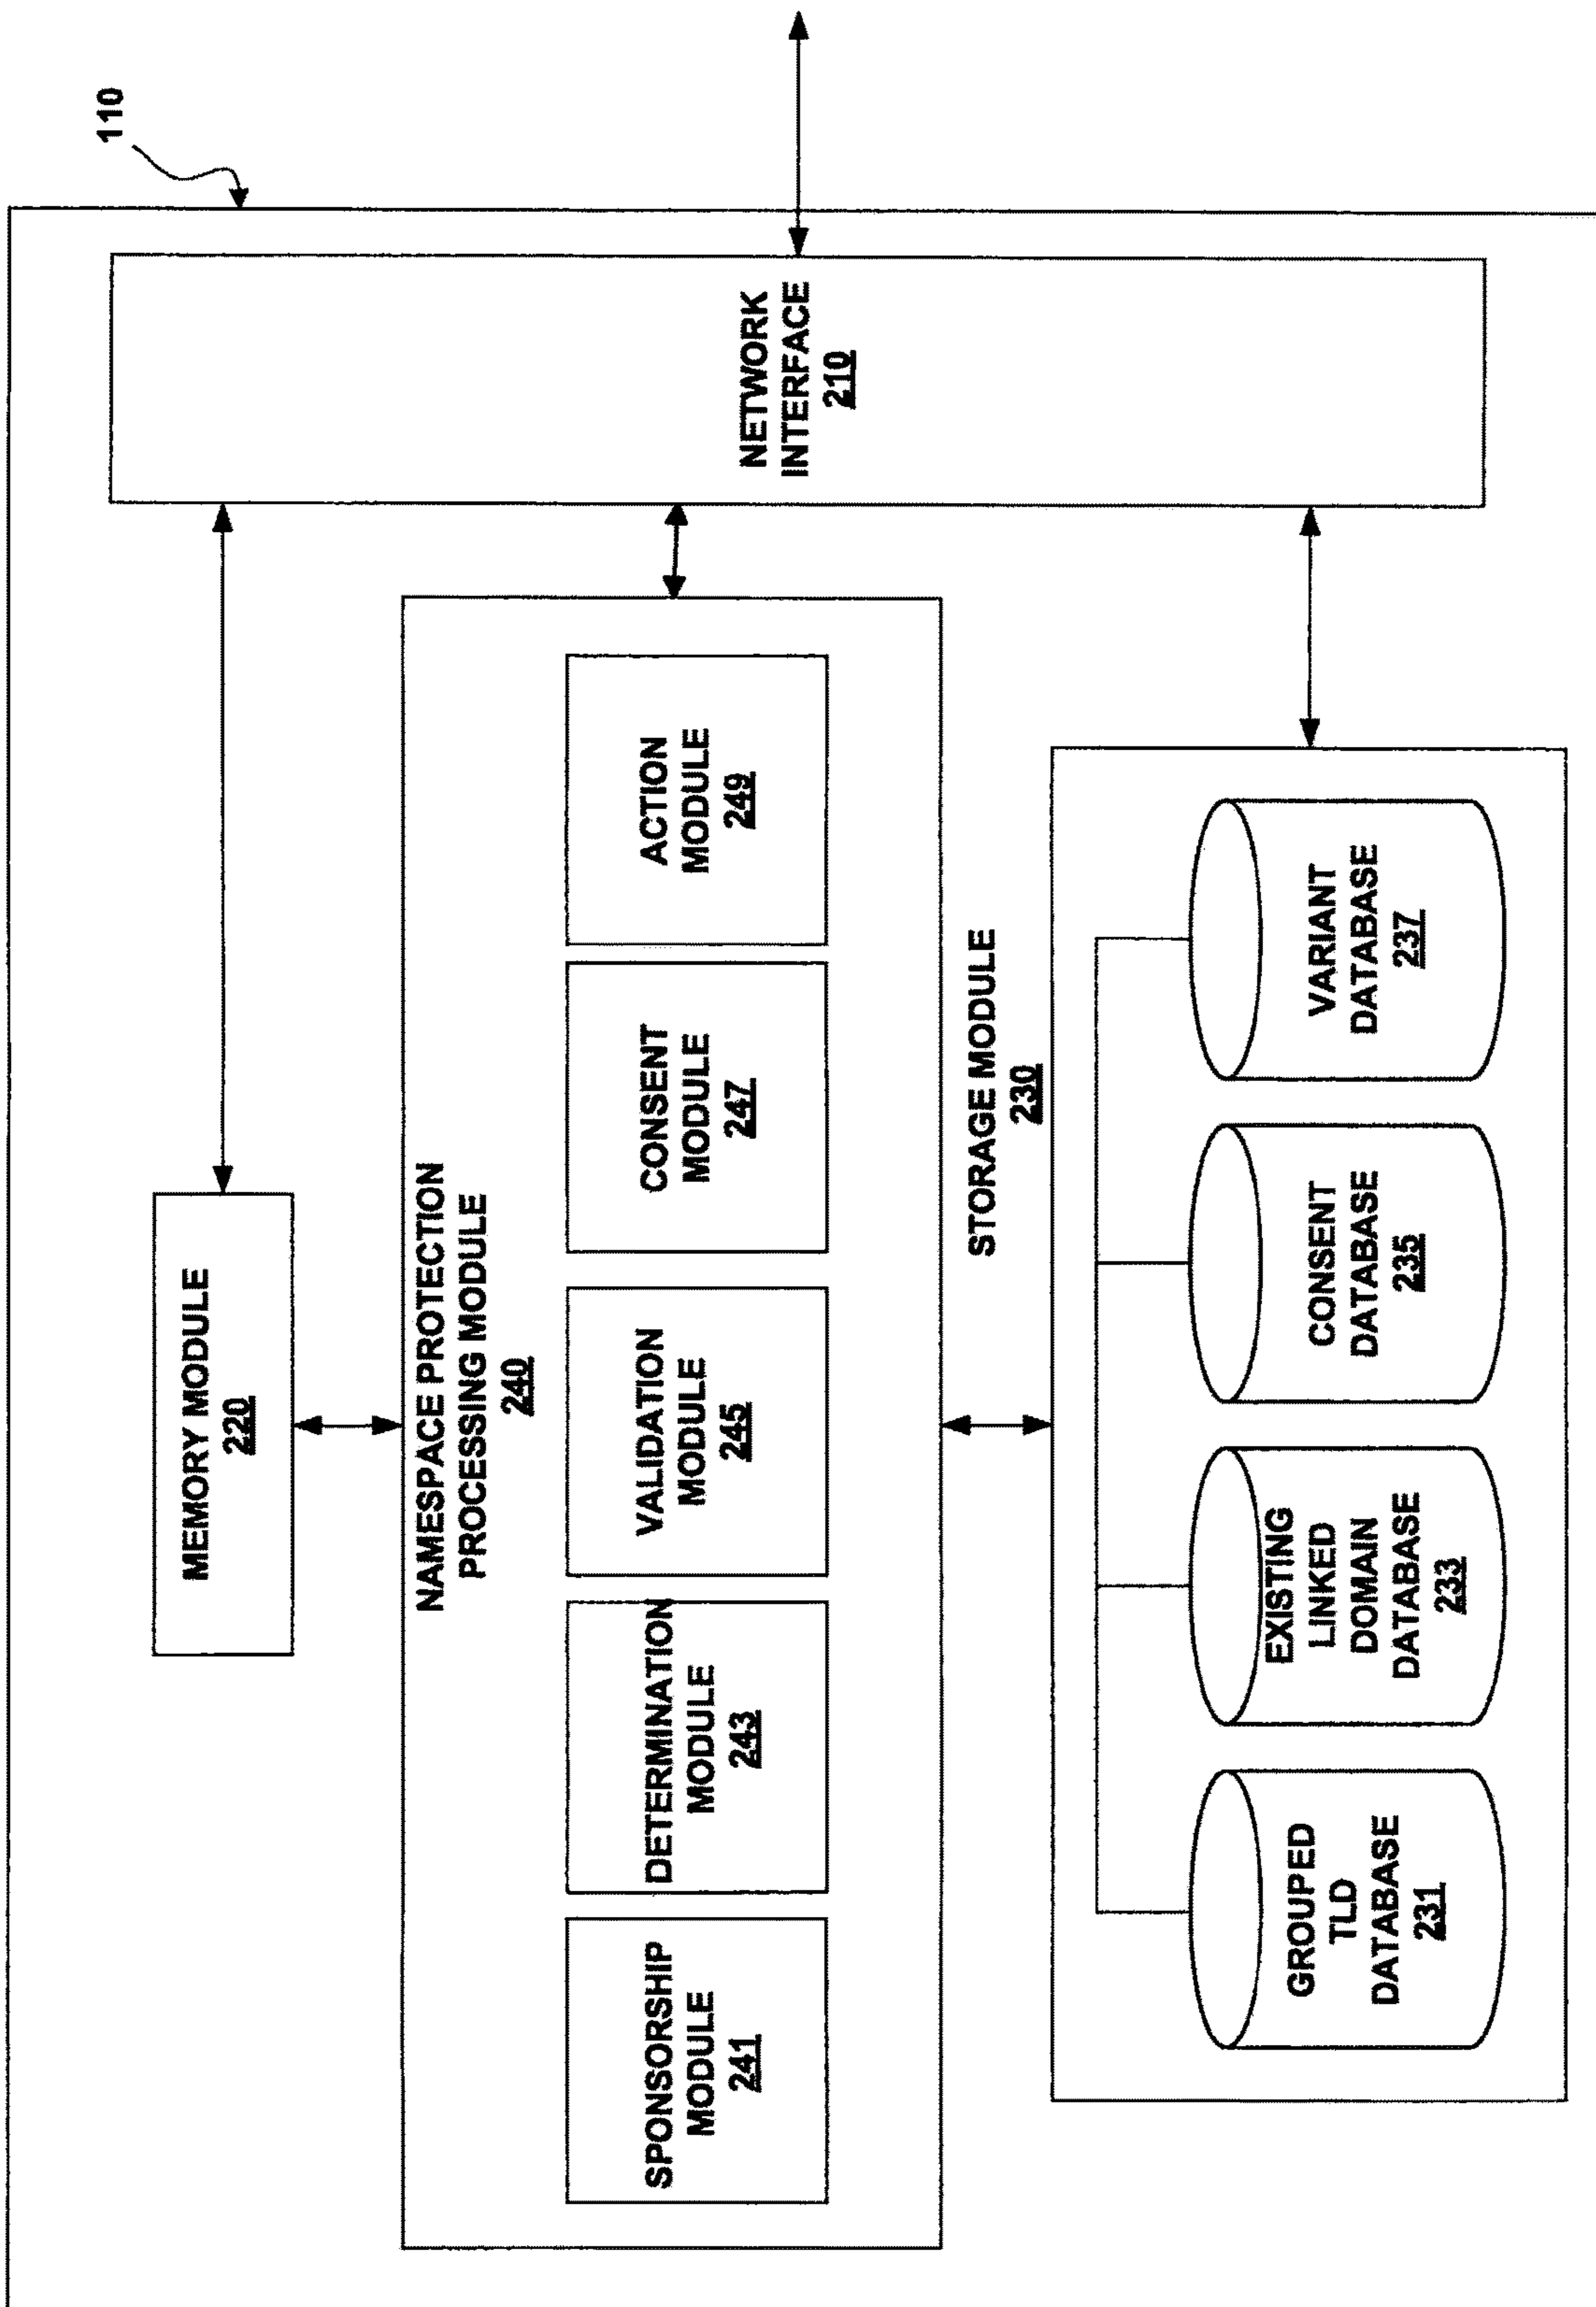 110
MEMORY MODULE
220
NETWORK
INTERFACE
210
NAMESPACE PROTECTION
PROCESSING MODULE
240
SPONSORSHIP
MODULE
241
DETERMINATION
MODULE
243
VALIDATION
MODULE
245
CONSENT
MODULE
247
ACTION
MODULE
249
STORAGE MODULE
230
GROUPED
TLD
DATABASE
231
EXISTING
LINKED
DOMAIN
DATABASE
233
CONSENT
DATABASE
235
VARIANT
DATABASE
237